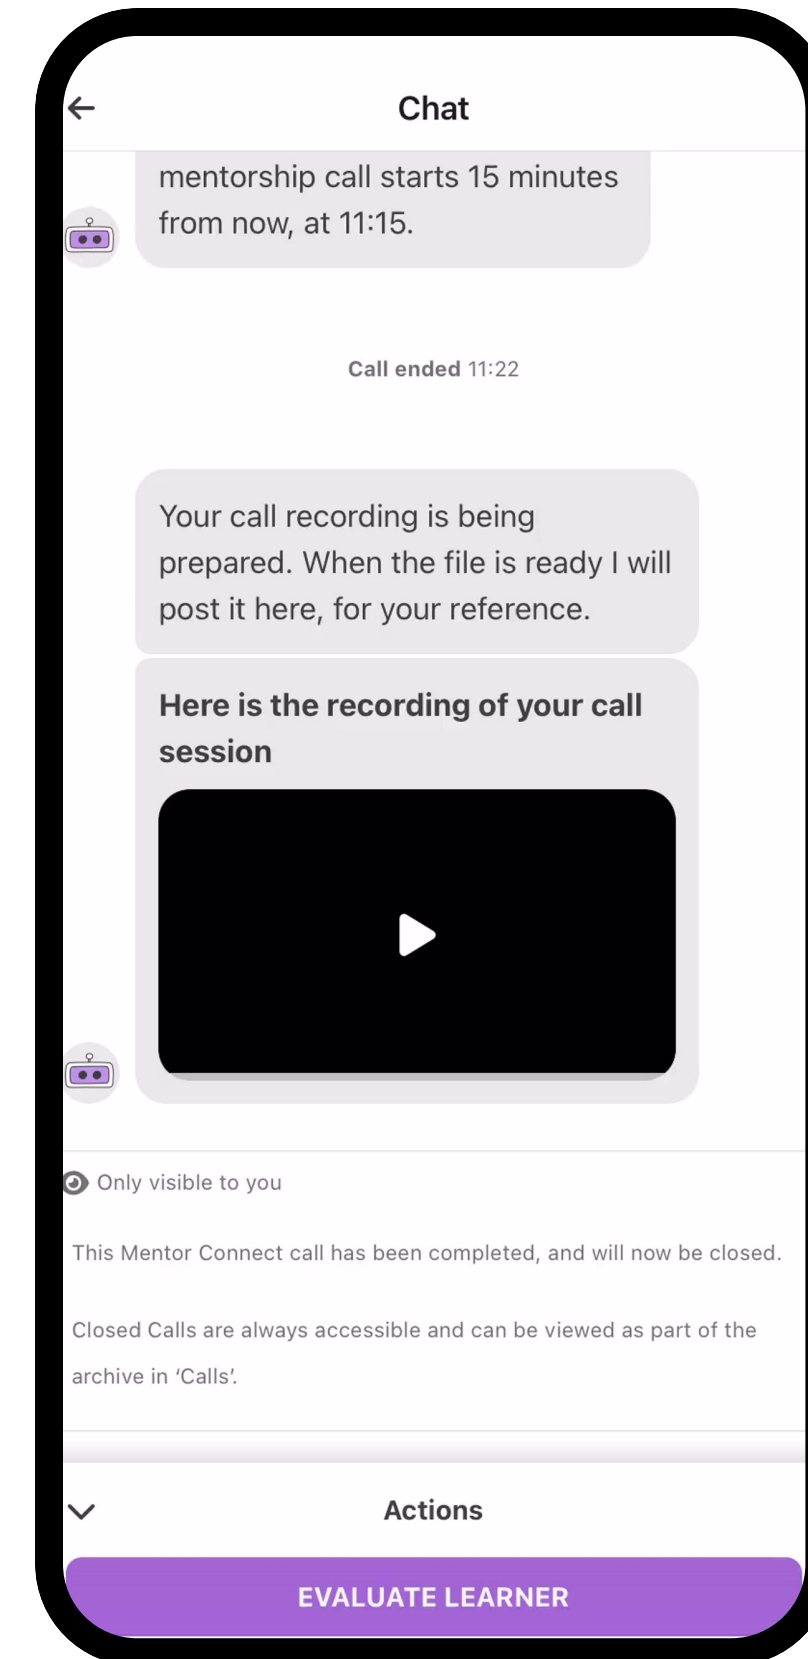 Chat
mentorship call starts 15 minutes
from now, at 11:15.
Call ended 11:22
Your call recording is being
prepared. When the file is ready I will
post it here, for your reference.
Here is the recording of your call
session
Only visible to you
This Mentor Connect call has been completed, and will now be closed.
Closed Calls are always accessible and can be viewed as part of the
archive in ‘Calls’.
Actions
EVALUATE LEARNER